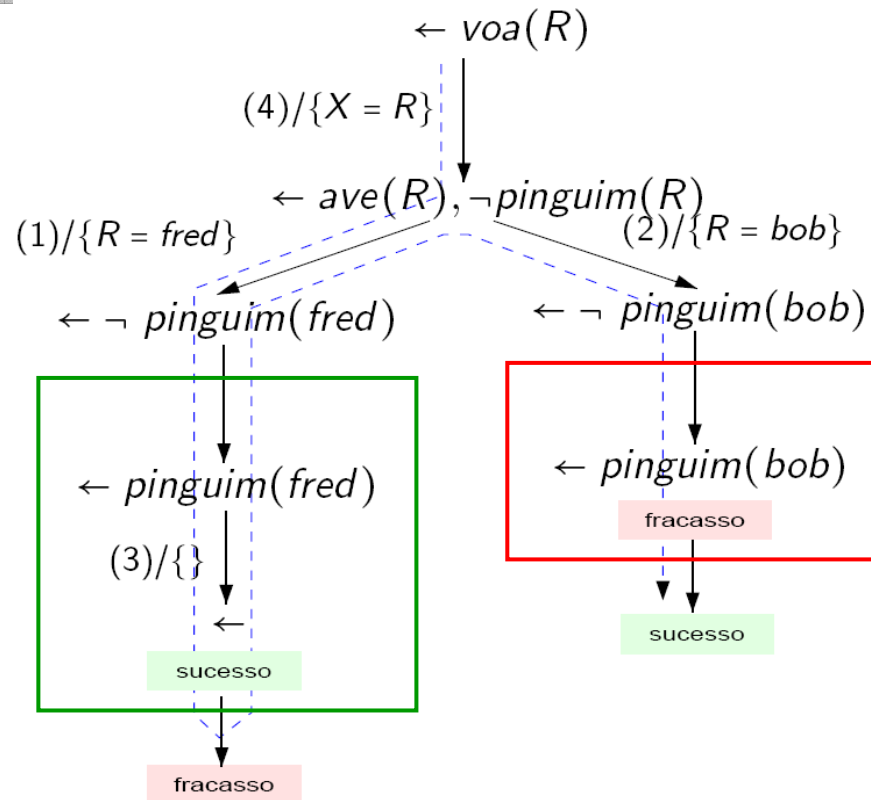 ← voa(R)
(4)/{X = R}
← ave(R), ¬pinguim(R)
(1)/{R = fred}
(2)/{R = bob}
← ¬ pinguim(fred)
← ¬ pinguim(bob)
← pinguim(fred)
← pinguim(bob)
fracasso
(3)/{}
←
sucesso
sucesso
fracasso